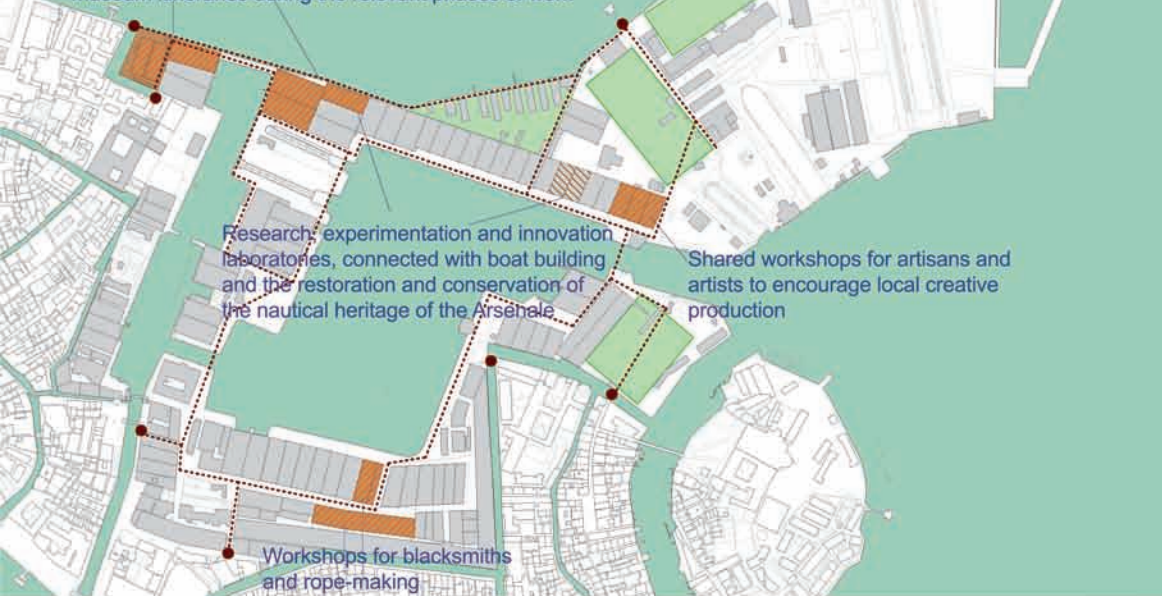 Research, experimentation and innovation
laboratories, connected with boat building
and the restoration and conservation of
the nautical heritage of the Arsenale
Shared workshops for artisans and
artists to encourage local creative
production
Workshops for blacksmiths
and rope-making